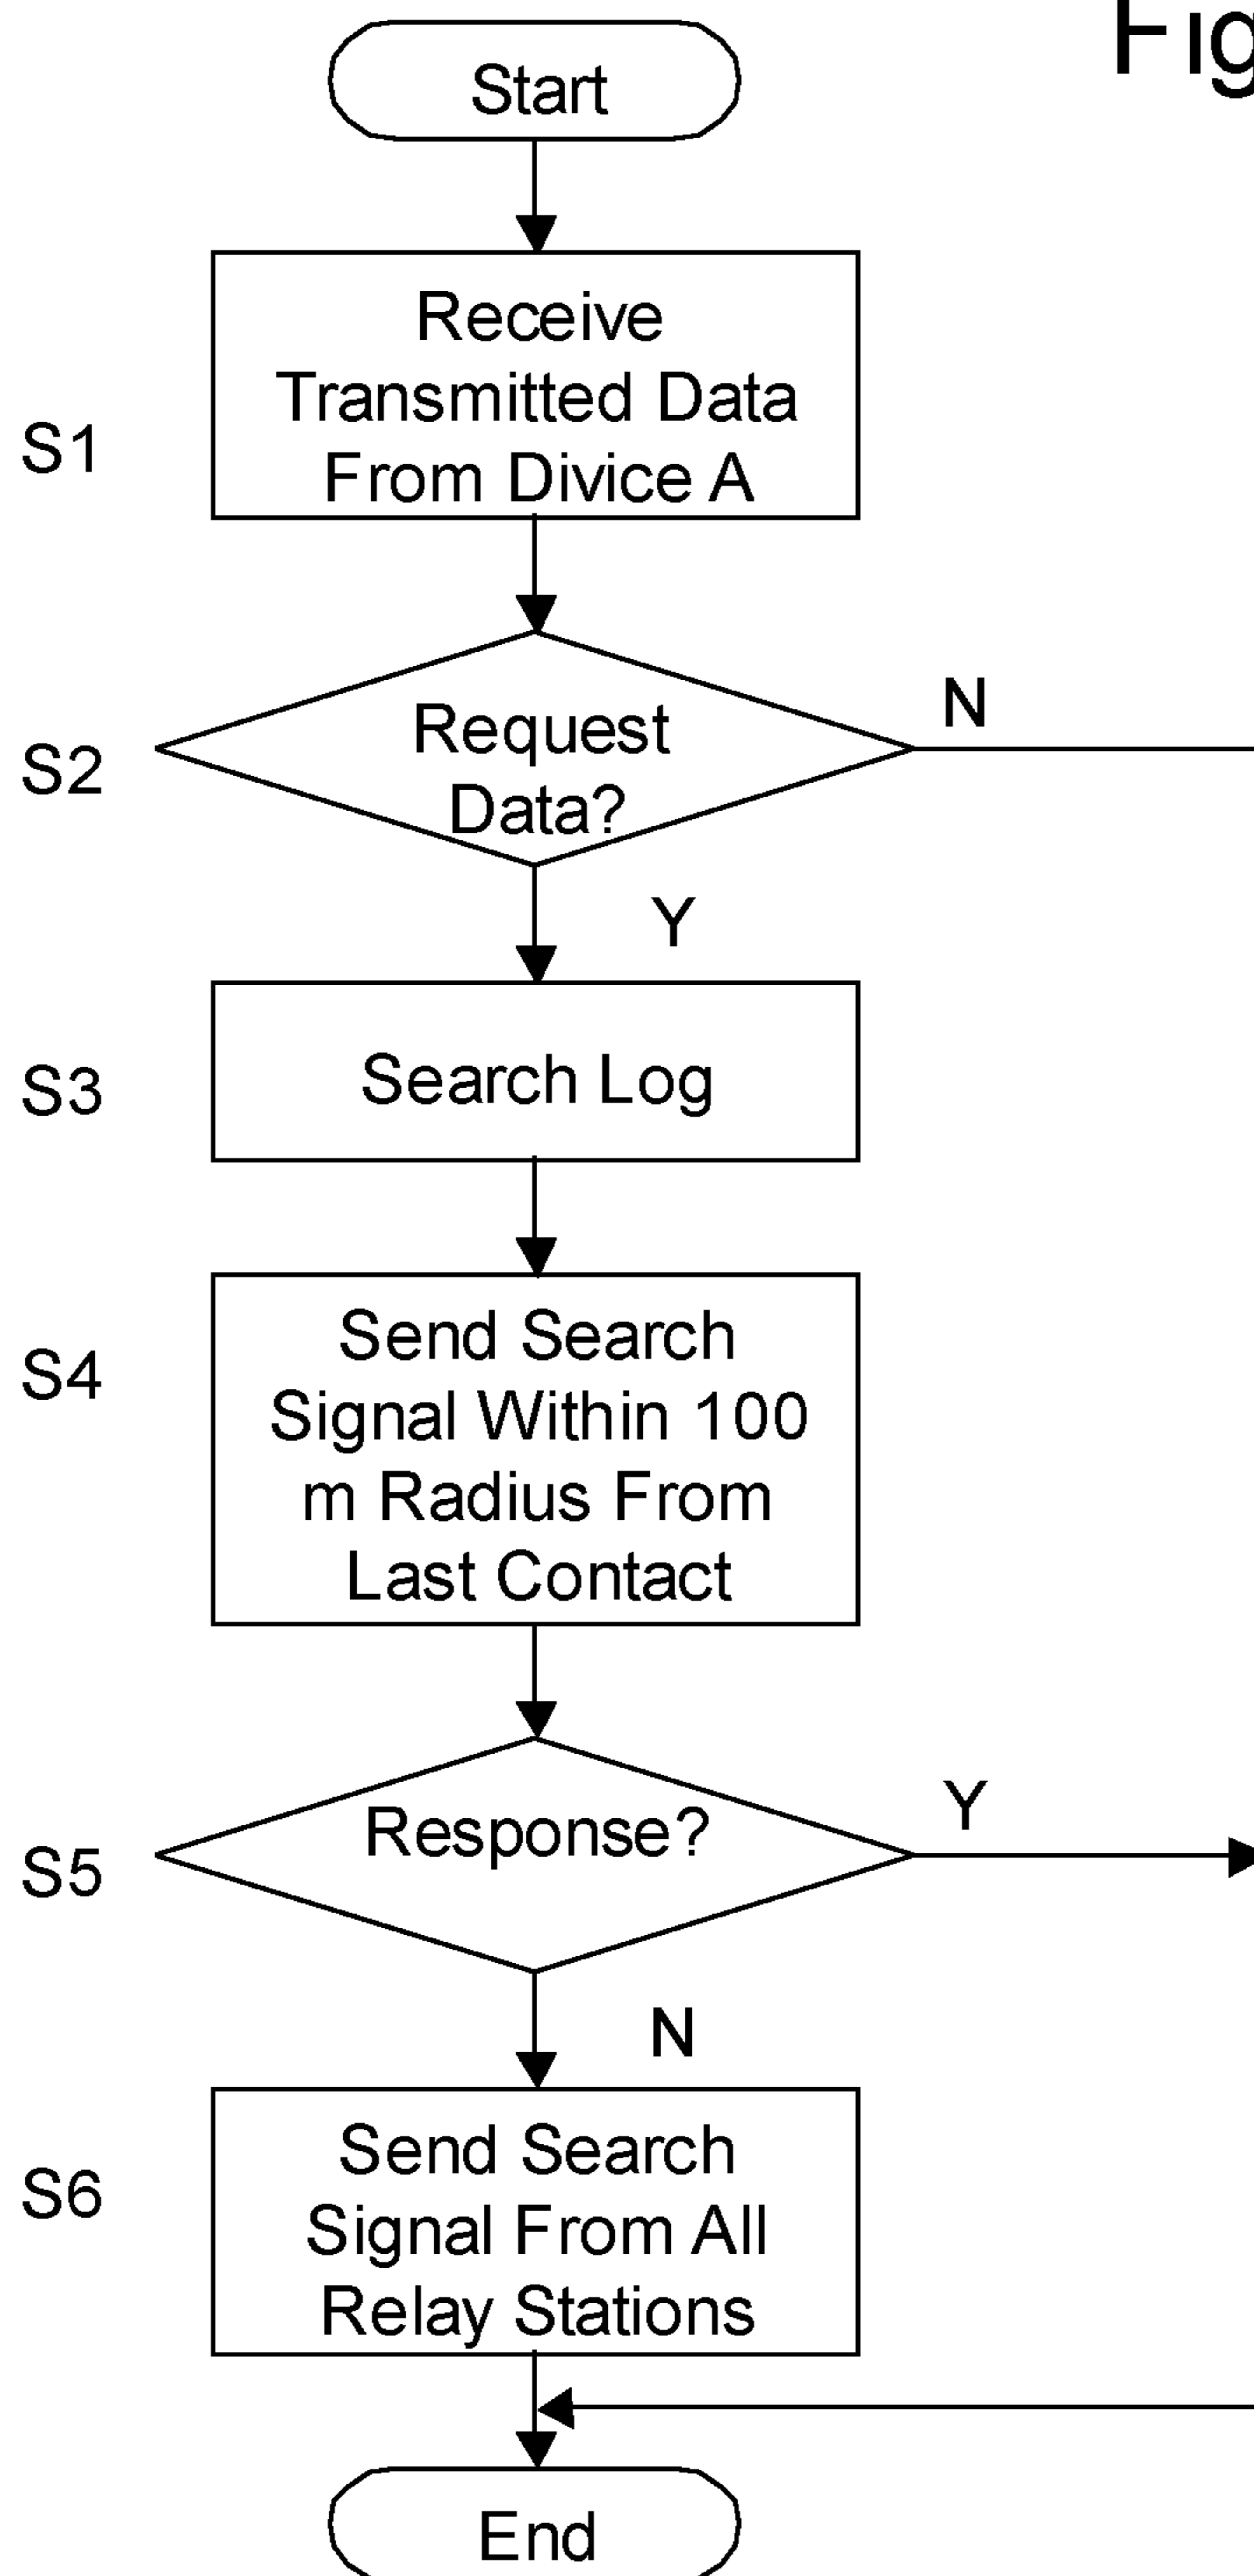 Fig
Start
S1
Receive
Transmitted Data
From Divice A
S2
Request
Data?
N
Y
S3
Search Log
S4
Send Search
Signal Within 100
m Radius From
Last Contact
S5
Response?
Y
N
S6
Send Search
Signal From All
Relay Stations
End